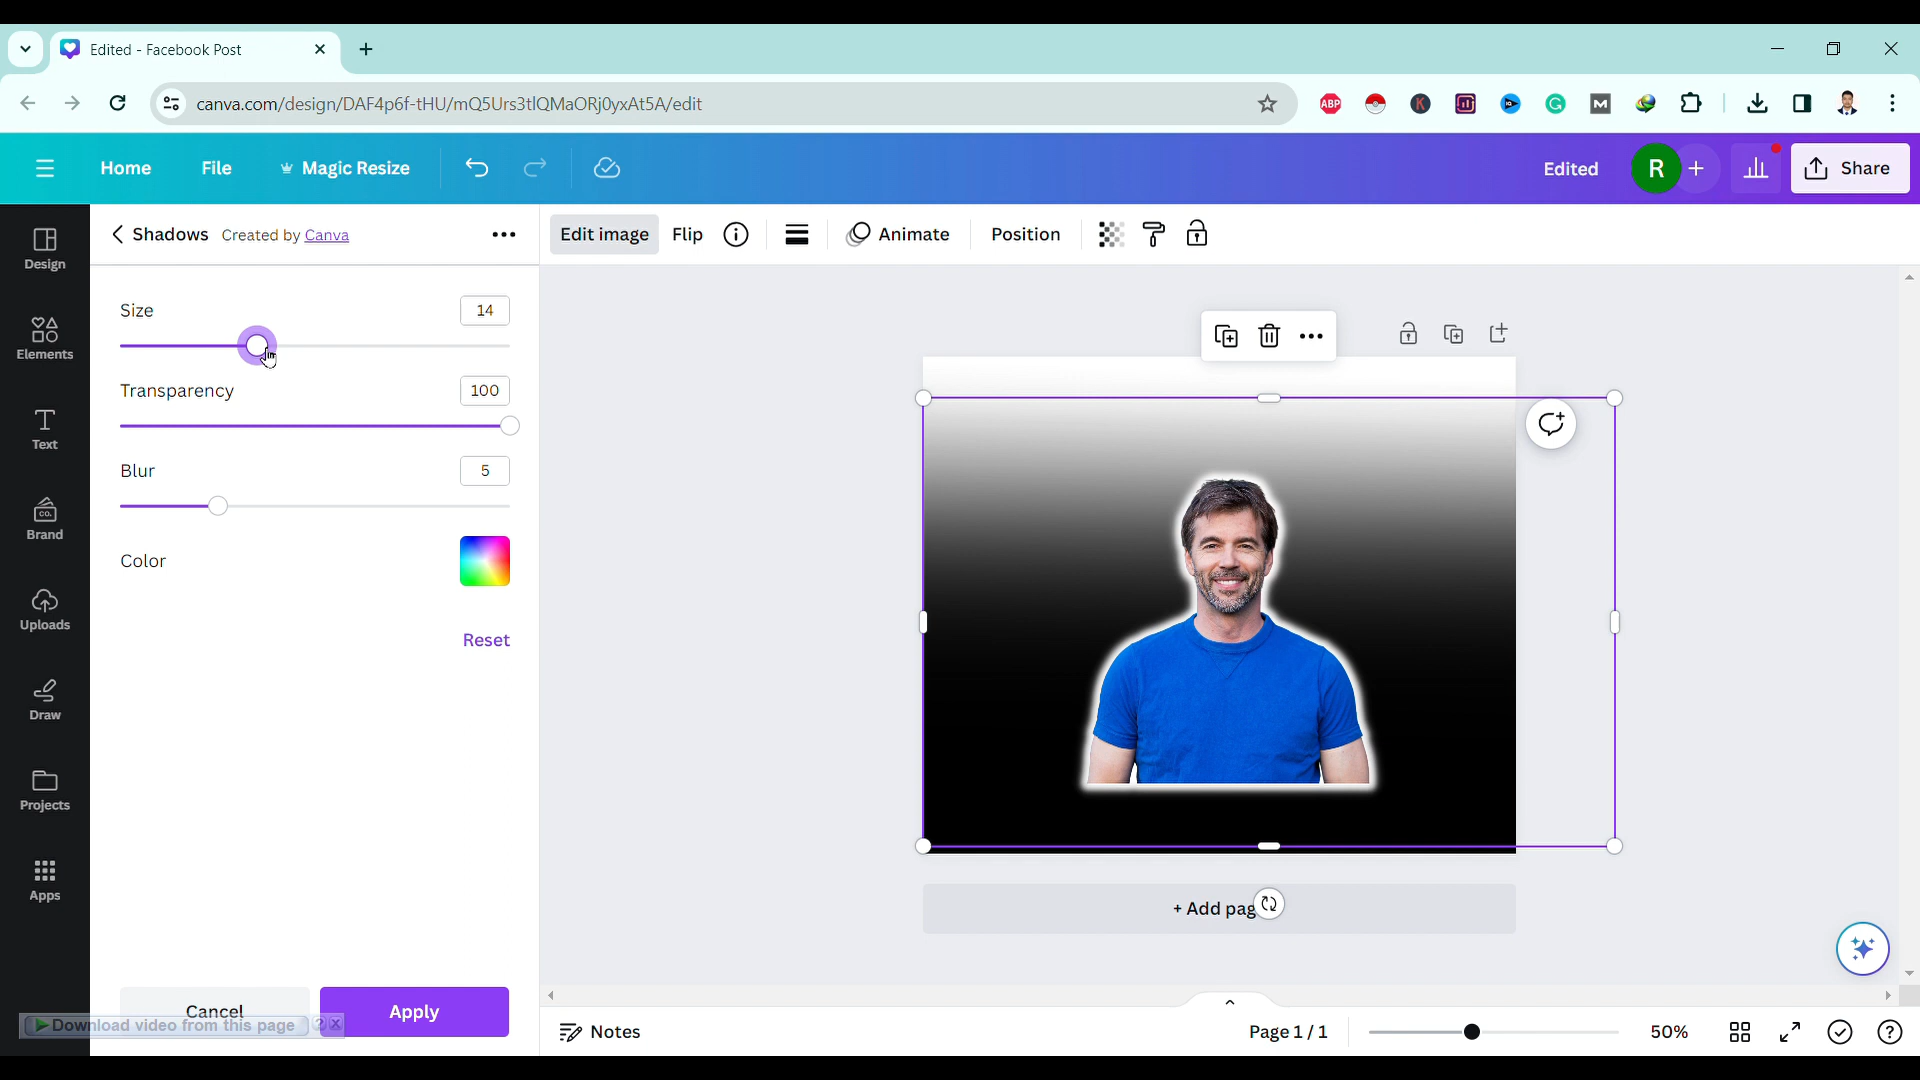 Edited - Facebook Post
canva.com/design/DAF4p6f-tHU/mQ5Urs3tlQMaORj0yxAt5A/edit
ABP
K
G
M
Home
File
Magic Resize
Edited
R
Share
Design
Elements
Text
CO.
Brand
Uploads
Draw
Projects
Apps
Shadows Created by Canva
Size
14
Transparency
100
Blur
5
Color
Reset
Cancel
Apply
Download video from this page ? x
Edit image
Flip
Animate
Position
+ Add pag
Notes
Page 1 / 1
50%